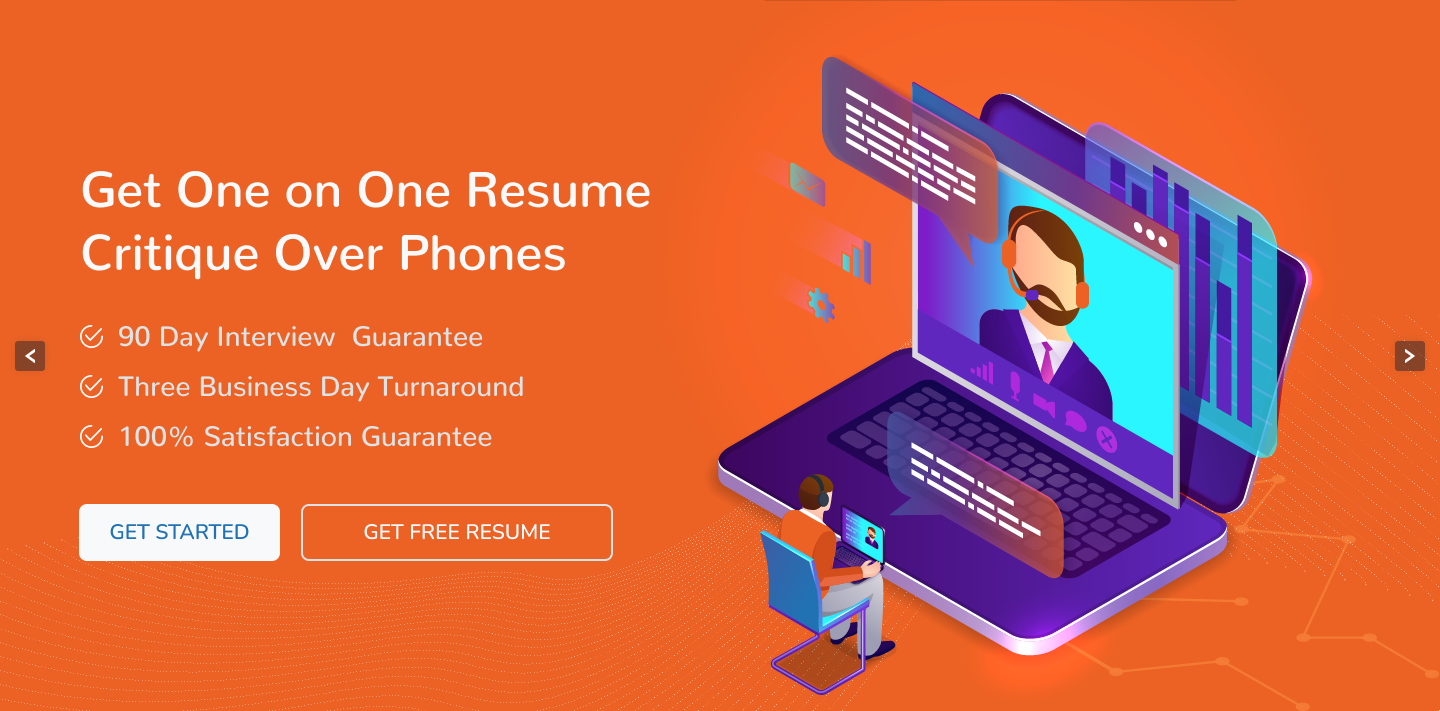 Get One on One Resume
Critique Over Phones
90 Day Interview  Guarantee
Three Business Day Turnaround
100% Satisfaction Guarantee
GET STARTED
GET FREE RESUME